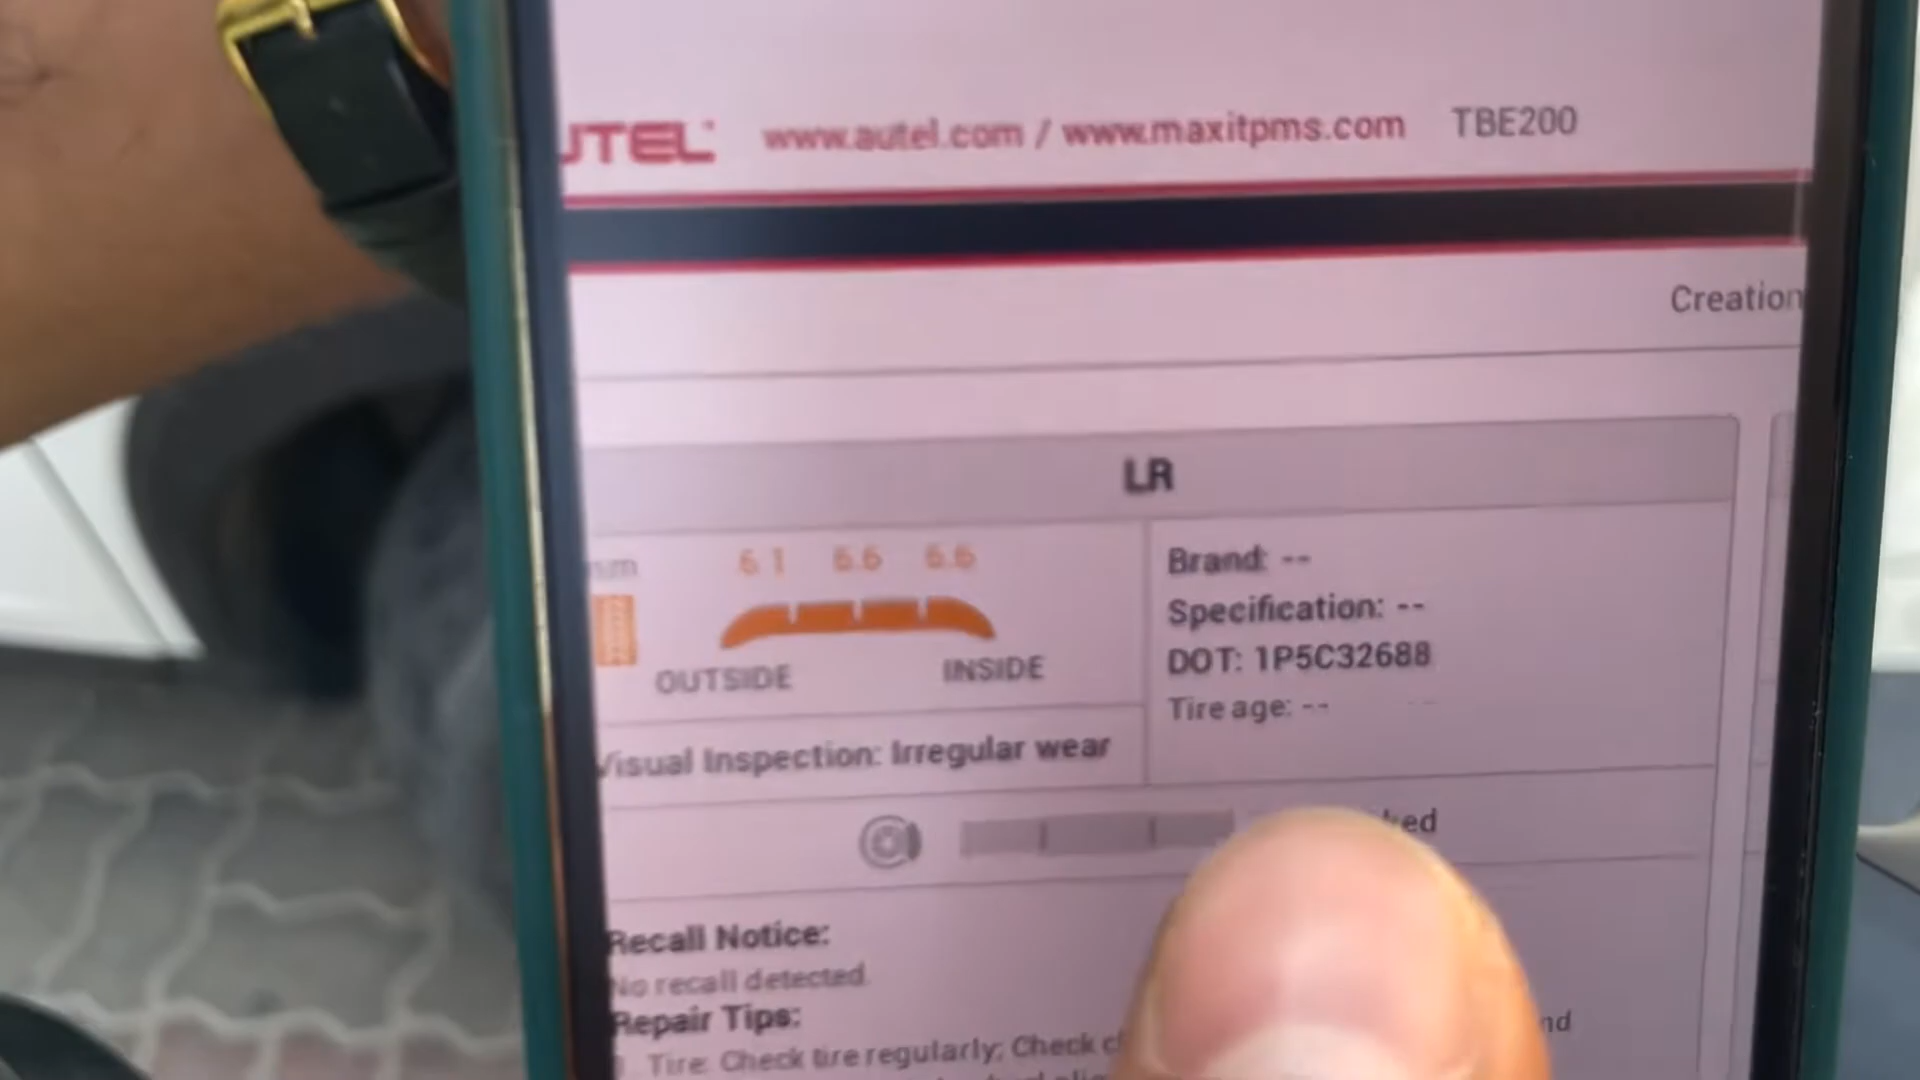 UTEL www.autel.com / www.maxitpms.com TBE200
Creation
LR
mm 6.1 6.6 6.6
OUTSIDE INSIDE
Brand: --
Specification: --
DOT: 1P5C32688
Tire age: --
Visual Inspection: Irregular wear
Recall Notice:
No recall detected.
Repair Tips:
Tire: Check tire regularly; Check